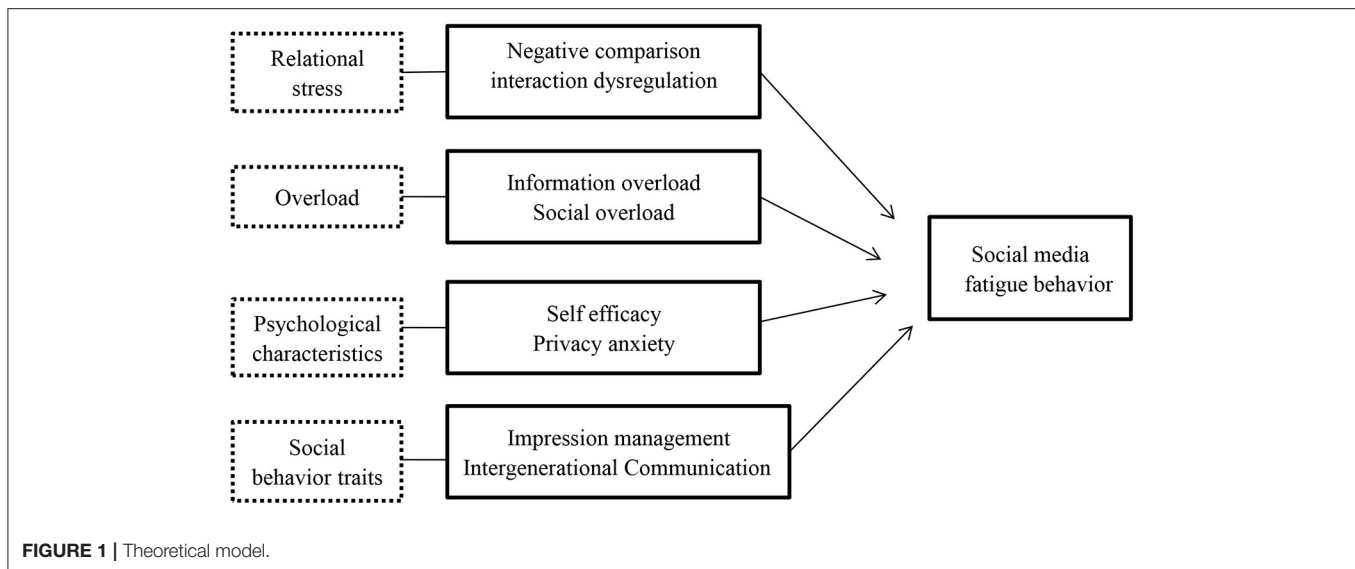 Relational
stress
Negative comparison
interaction dysregulation
Overload
Information overload
Social overload
Psychological
characteristics
Self efficacy
Privacy anxiety
Social
behavior traits
Impression management
Intergenerational Communication
Social media
fatigue behavior
FIGURE 1 | Theoretical model.